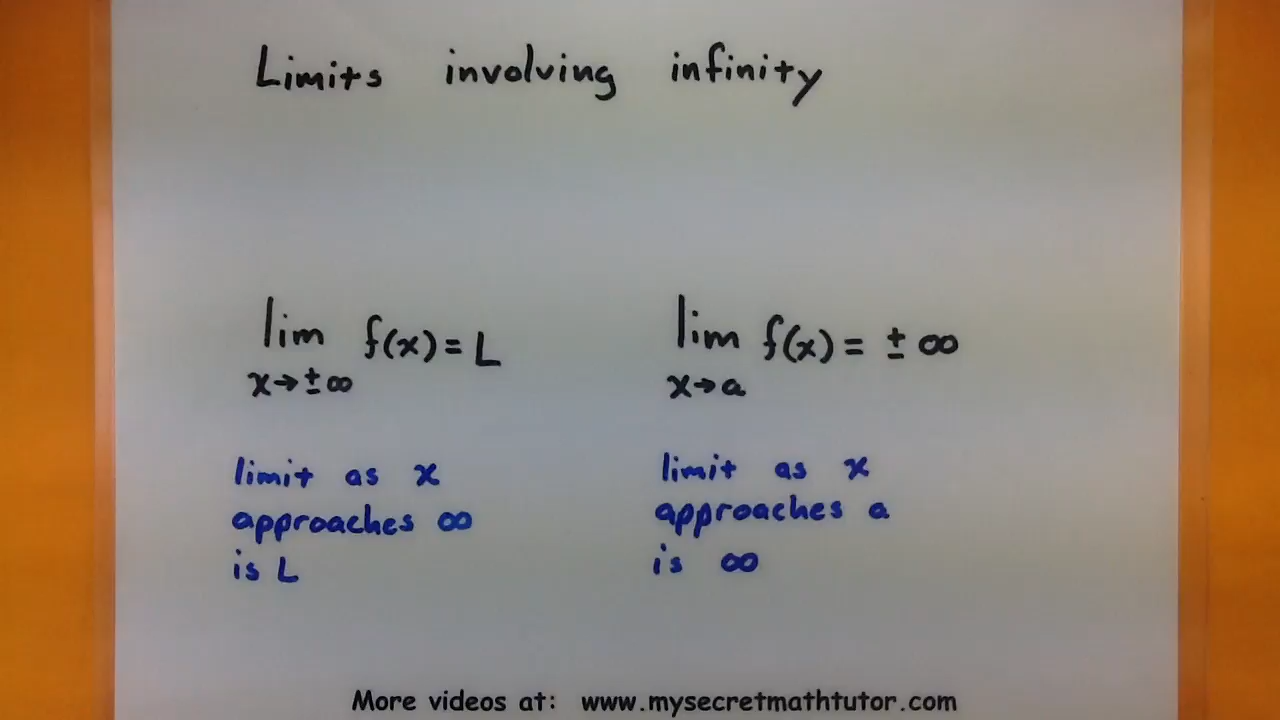 Limits involving infinity
lim f(x) = L
x→±∞
limit as x
approaches ∞
is L
lim f(x) = ±∞
x→a
limit as x
approaches a
is ∞
More videos at: www.mysecretmathtutor.com